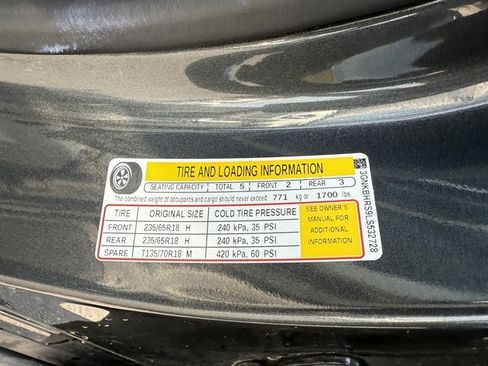 TIRE AND LOADING INFORMATION
SEATING CAPACITY TOTAL 5 FRONT 2 REAR 3
The combined weight of occupants and cargo should never exceed 771 kg or 1700 lbs.
TIRE ORIGINAL SIZE COLD TIRE PRESSURE
FRONT 235/65R18 H 240 kPa, 35 PSI
REAR 235/65R18 H 240 kPa, 35 PSI
SPARE T135/70R18 M 420 kPa, 60 PSI
SEE OWNER'S
MANUAL FOR
ADDITIONAL
INFORMATION
3GNKBHRS9LS532728